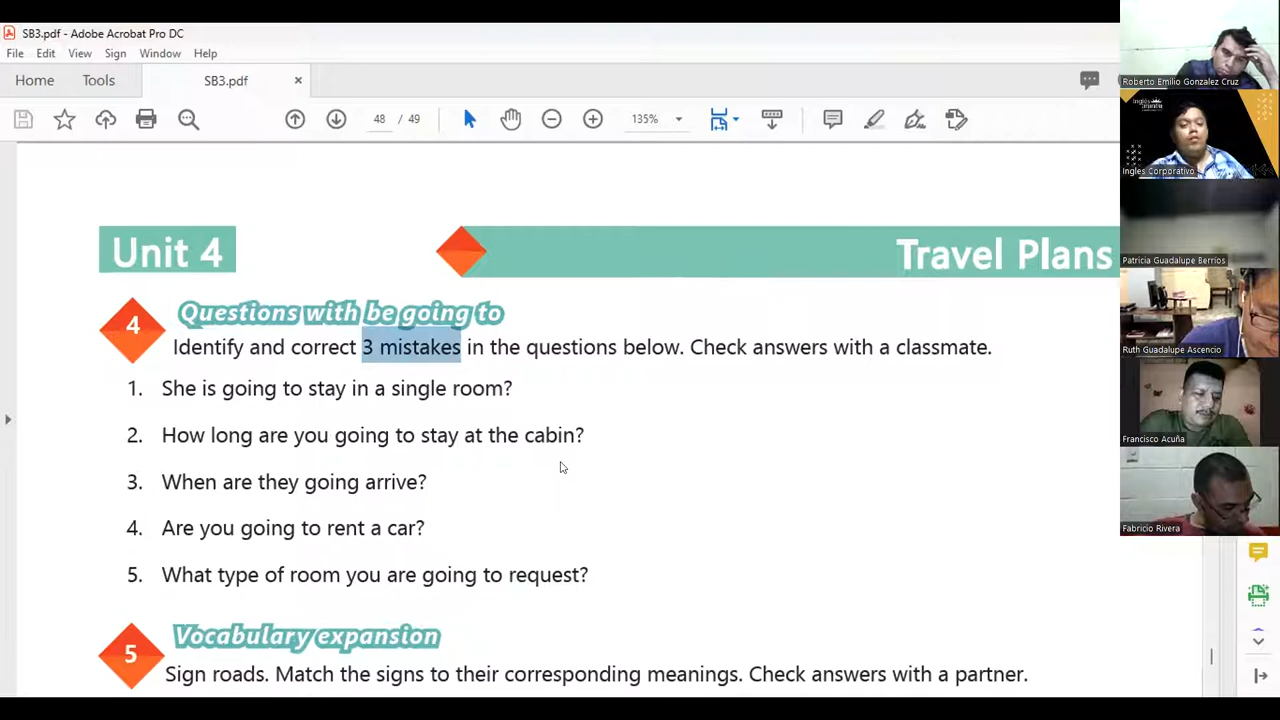 SB3.pdf - Adobe Acrobat Pro DC
File Edit View Sign Window Help
Home Tools SB3.pdf ×
48 / 49 135%
Unit 4
Travel Plans
4 Questions with be going to
Identify and correct 3 mistakes in the questions below. Check answers with a classmate.
1. She is going to stay in a single room?
2. How long are you going to stay at the cabin?
3. When are they going arrive?
4. Are you going to rent a car?
5. What type of room you are going to request?
5 Vocabulary expansion
Sign roads. Match the signs to their corresponding meanings. Check answers with a partner.
Roberto Emilio Gonzalez Cruz
Ingles Corporativo
Patricia Guadalupe Berríos
Ruth Guadalupe Ascencio
Francisco Acuña
Fabricio Rivera